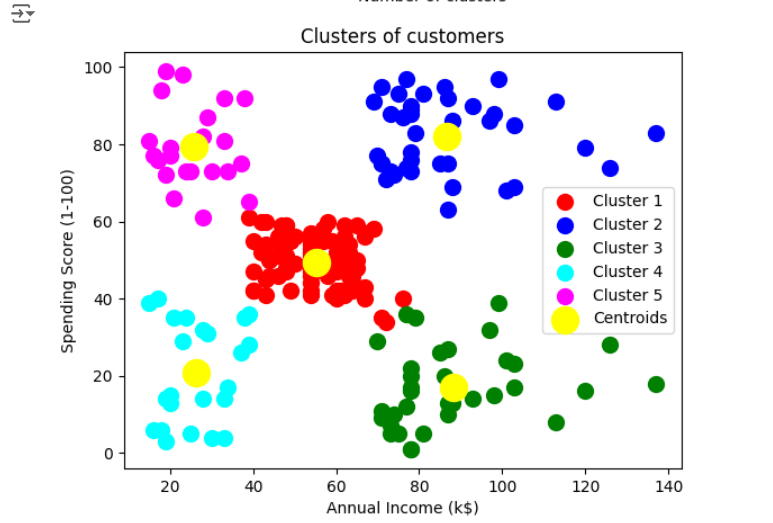 Number of clusters
Clusters of customers
100
80
60
40
20
0
Spending Score (1-100)
Cluster 1
Cluster 2
Cluster 3
Cluster 4
Cluster 5
Centroids
20 40 60 80 100 120 140
Annual Income (k$)